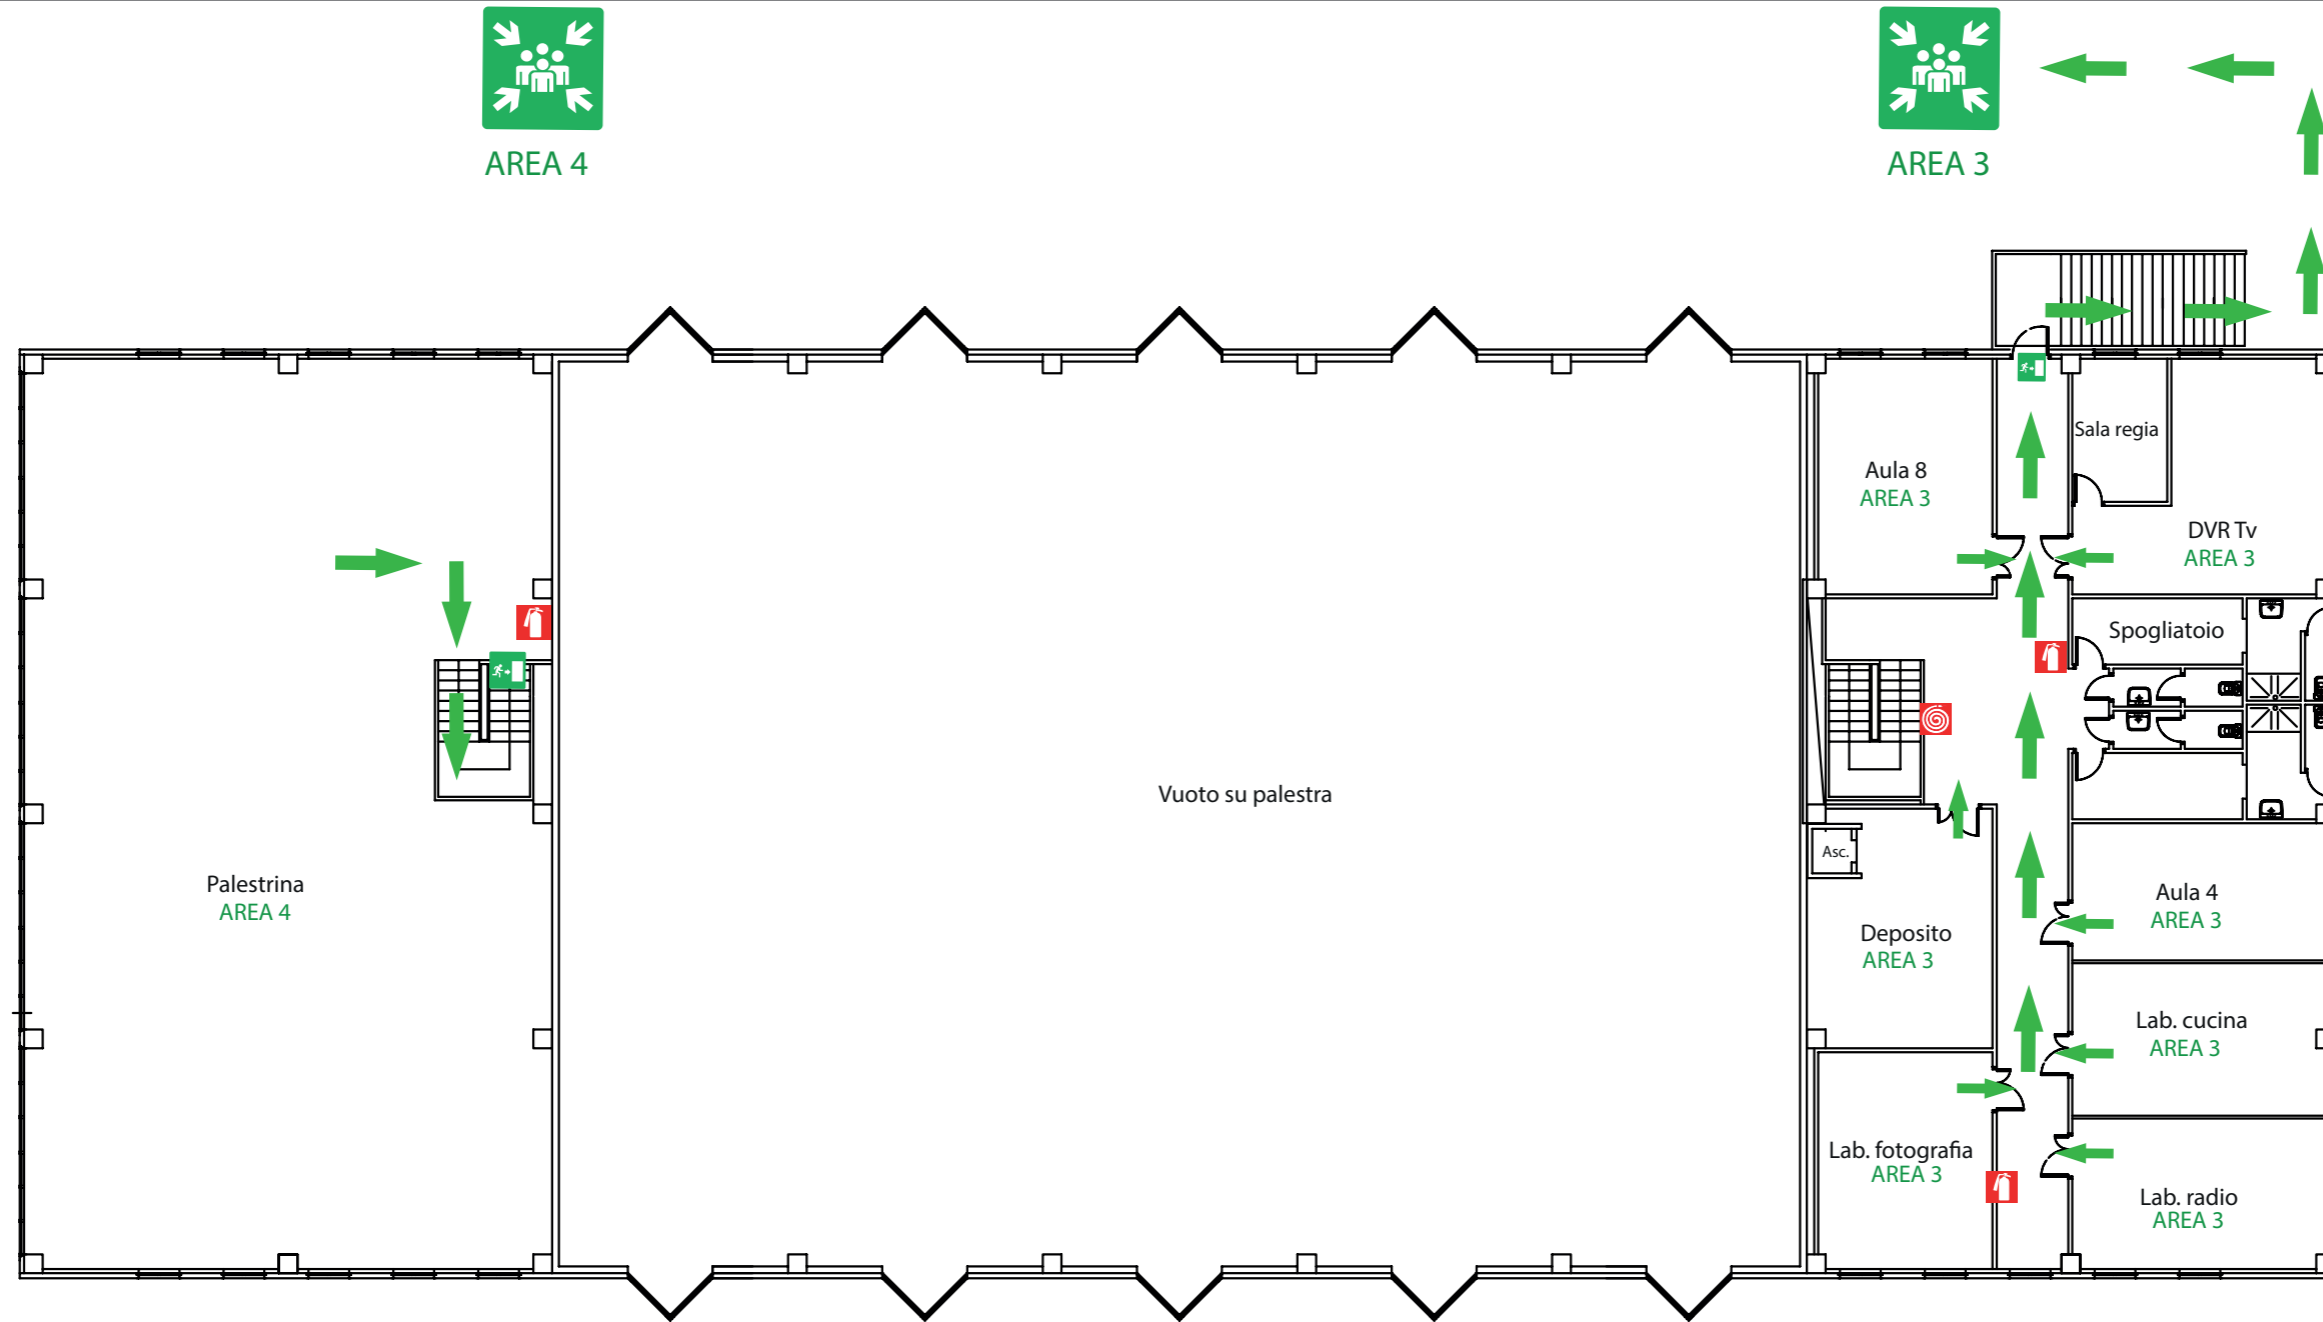 AREA 4
AREA 3
Sala regia
Aula 8
AREA 3
DVR Tv
AREA 3
Spogliatoio
Vuoto su palestra
Asc.
Palestrina
AREA 4
Aula 4
AREA 3
Deposito
AREA 3
Lab. cucina
AREA 3
Lab. fotografia
AREA 3
Lab. radio
AREA 3